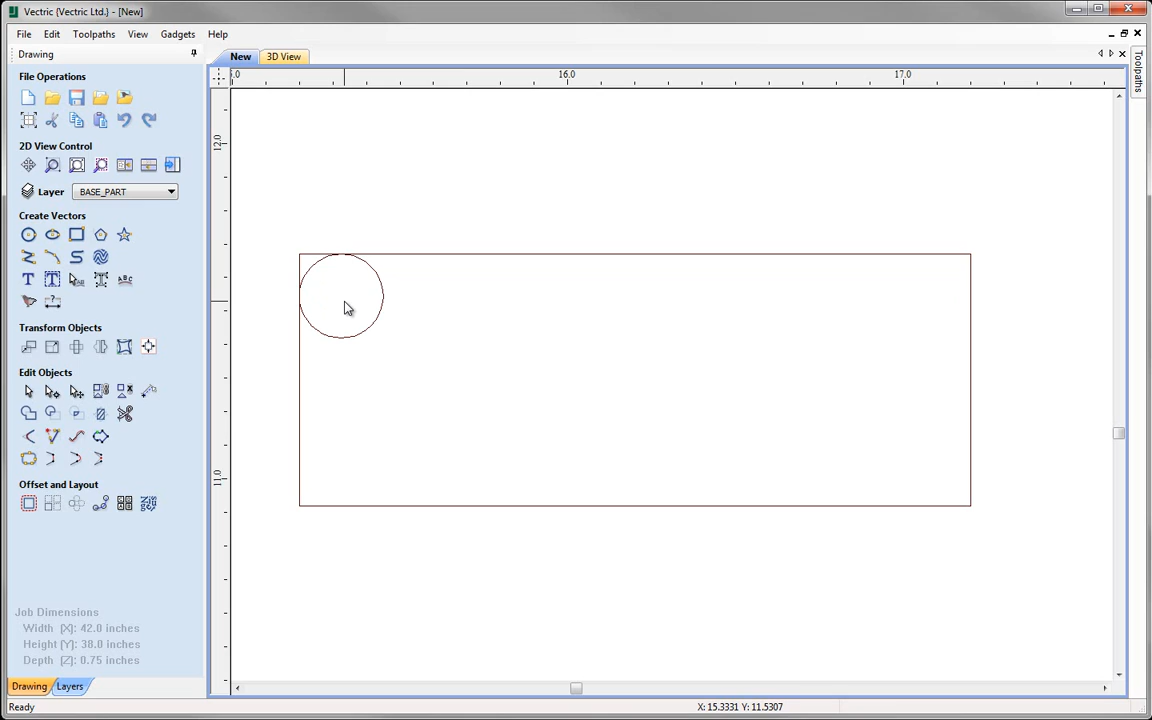 Vectric {Vectric Ltd.} - [New]
File Edit Toolpaths View Gadgets Help
Drawing
New 3D View
Toolpaths
16.0 17.0
12.0
11.0
File Operations
2D View Control
Layer BASE_PART
Create Vectors
Transform Objects
Edit Objects
Offset and Layout
Job Dimensions
Width (X): 42.0 inches
Height (Y): 38.0 inches
Depth (Z): 0.75 inches
Drawing Layers
Ready X: 15.3331 Y: 11.5307